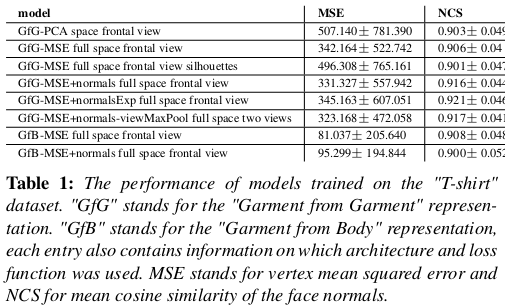 model MSE NCS
GfG-PCA space frontal view 507.140± 781.390 0.903± 0.049
GfG-MSE full space frontal view 342.164± 522.742 0.906± 0.04
GfG-MSE full space frontal view silhouettes 496.308± 765.161 0.901± 0.047
GfG-MSE+normals full space frontal view 331.327± 557.942 0.916± 0.044
GfG-MSE+normalsExp full space frontal view 345.163± 607.051 0.921± 0.046
GfG-MSE+normals-viewMaxPool full space two views 323.168± 472.058 0.917± 0.041
GfB-MSE full space frontal view 81.037± 205.640 0.908± 0.048
GfB-MSE+normals full space frontal view 95.299± 194.844 0.900± 0.052
Table 1: The performance of models trained on the "T-shirt"
dataset. "GfG" stands for the "Garment from Garment" represen-
tation. "GfB" stands for the "Garment from Body" representation,
each entry also contains information on which architecture and loss
function was used. MSE stands for vertex mean squared error and
NCS for mean cosine similarity of the face normals.